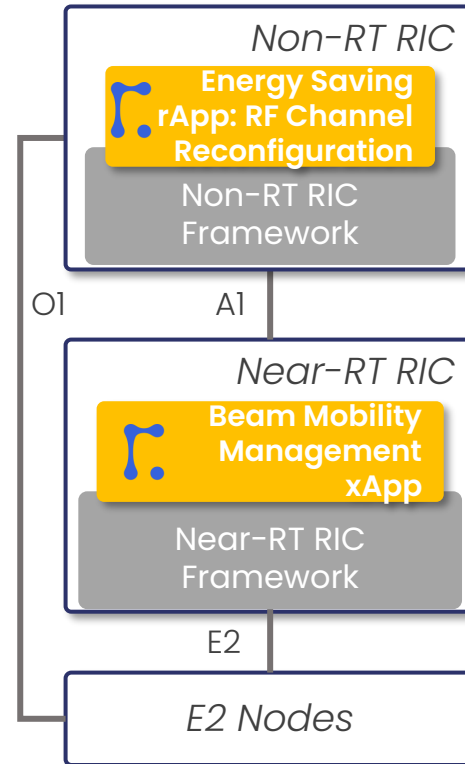 Non-RT RIC
Energy Saving
rApp: RF Channel
Reconfiguration
Non-RT RIC
Framework
O1
A1
Near-RT RIC
Beam Mobility
Management
xApp
Near-RT RIC
Framework
E2
E2 Nodes